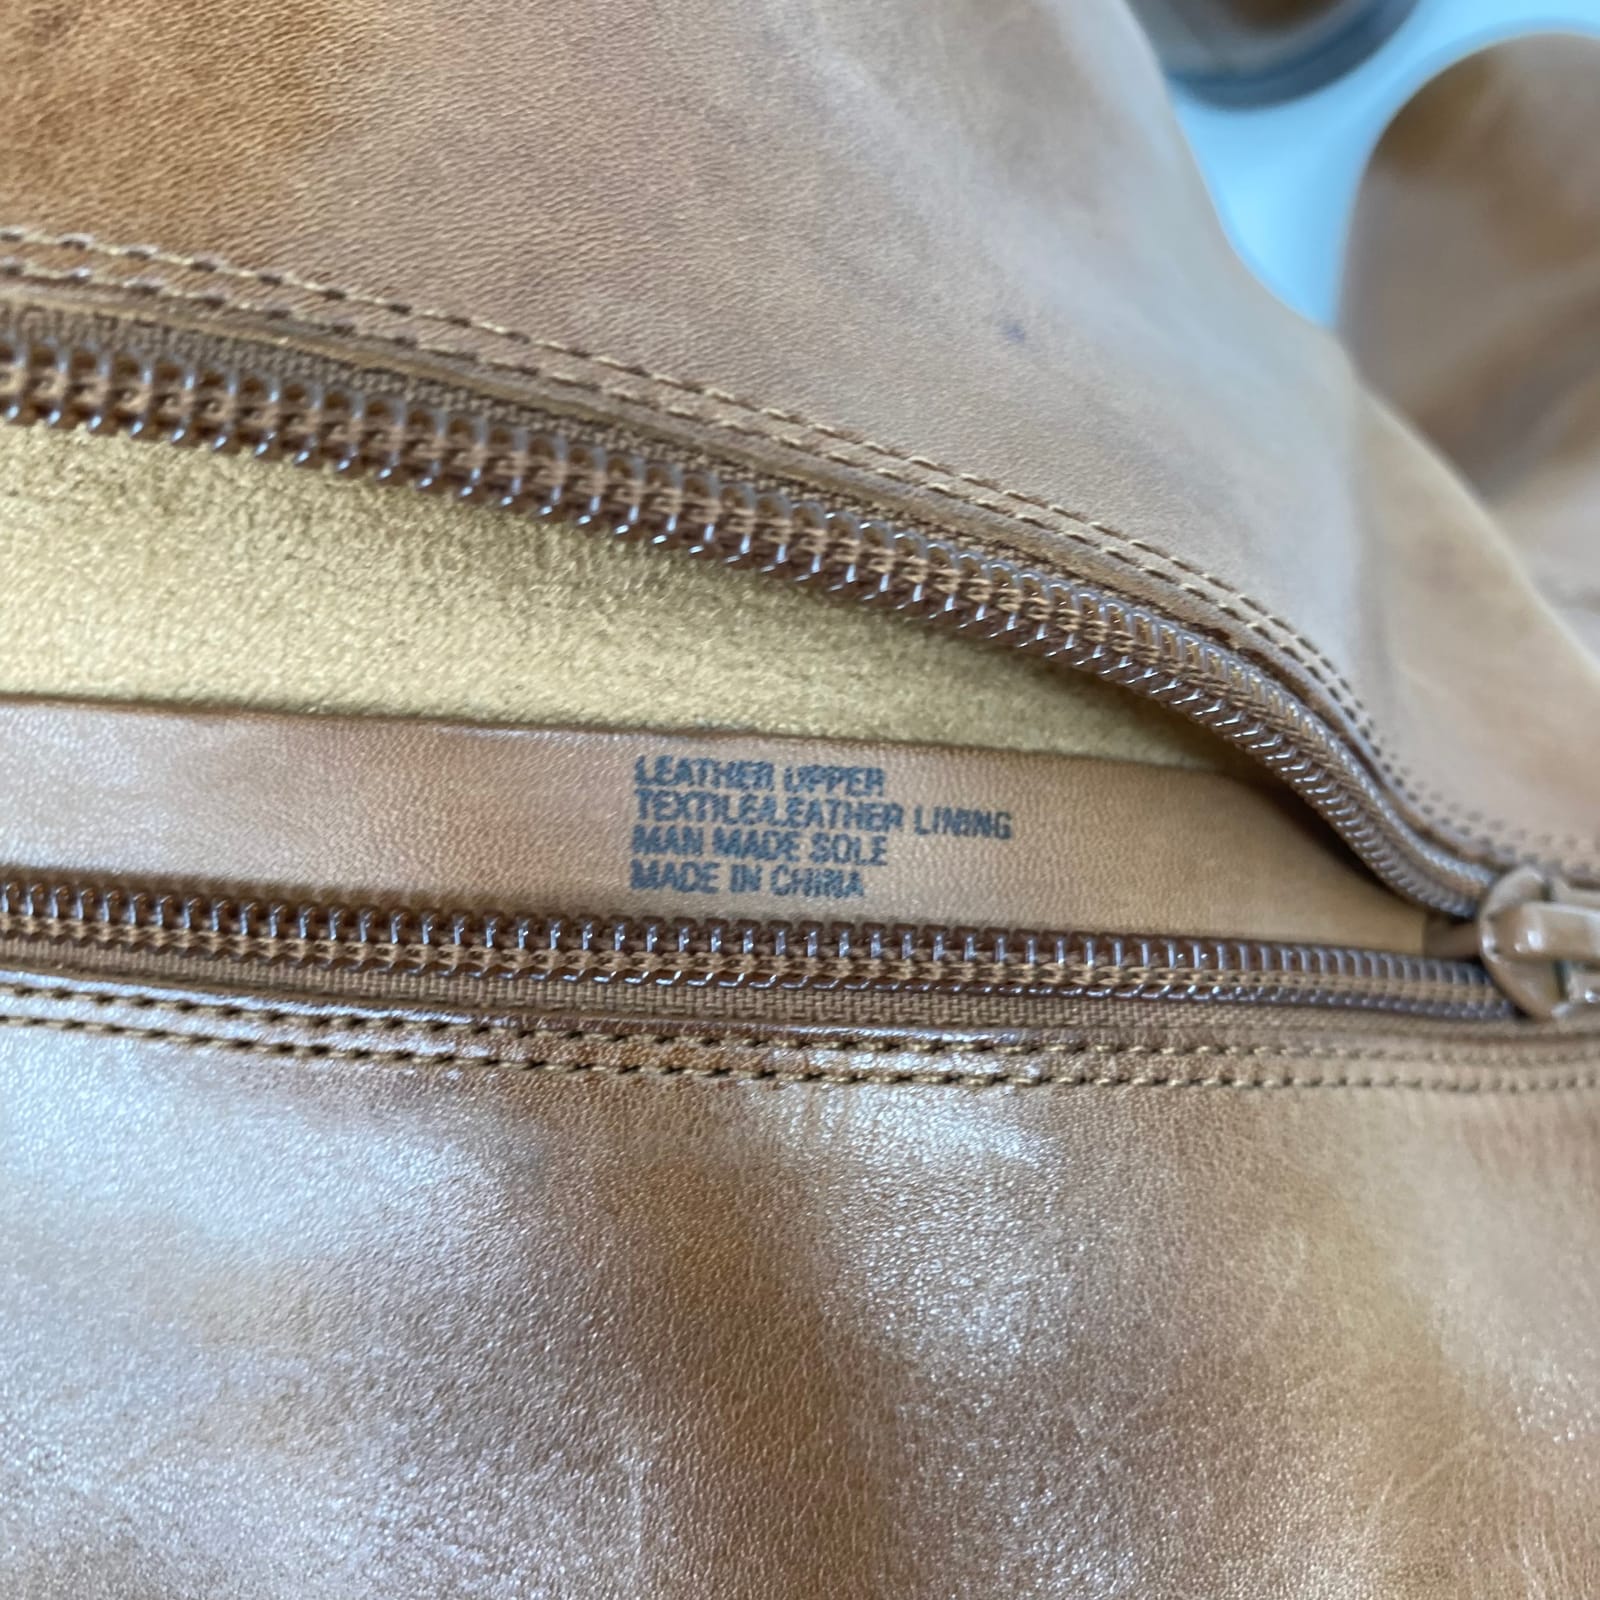 LEATHER UPPER
TEXTILE&LEATHER LINING
MAN MADE SOLE
MADE IN CHINA